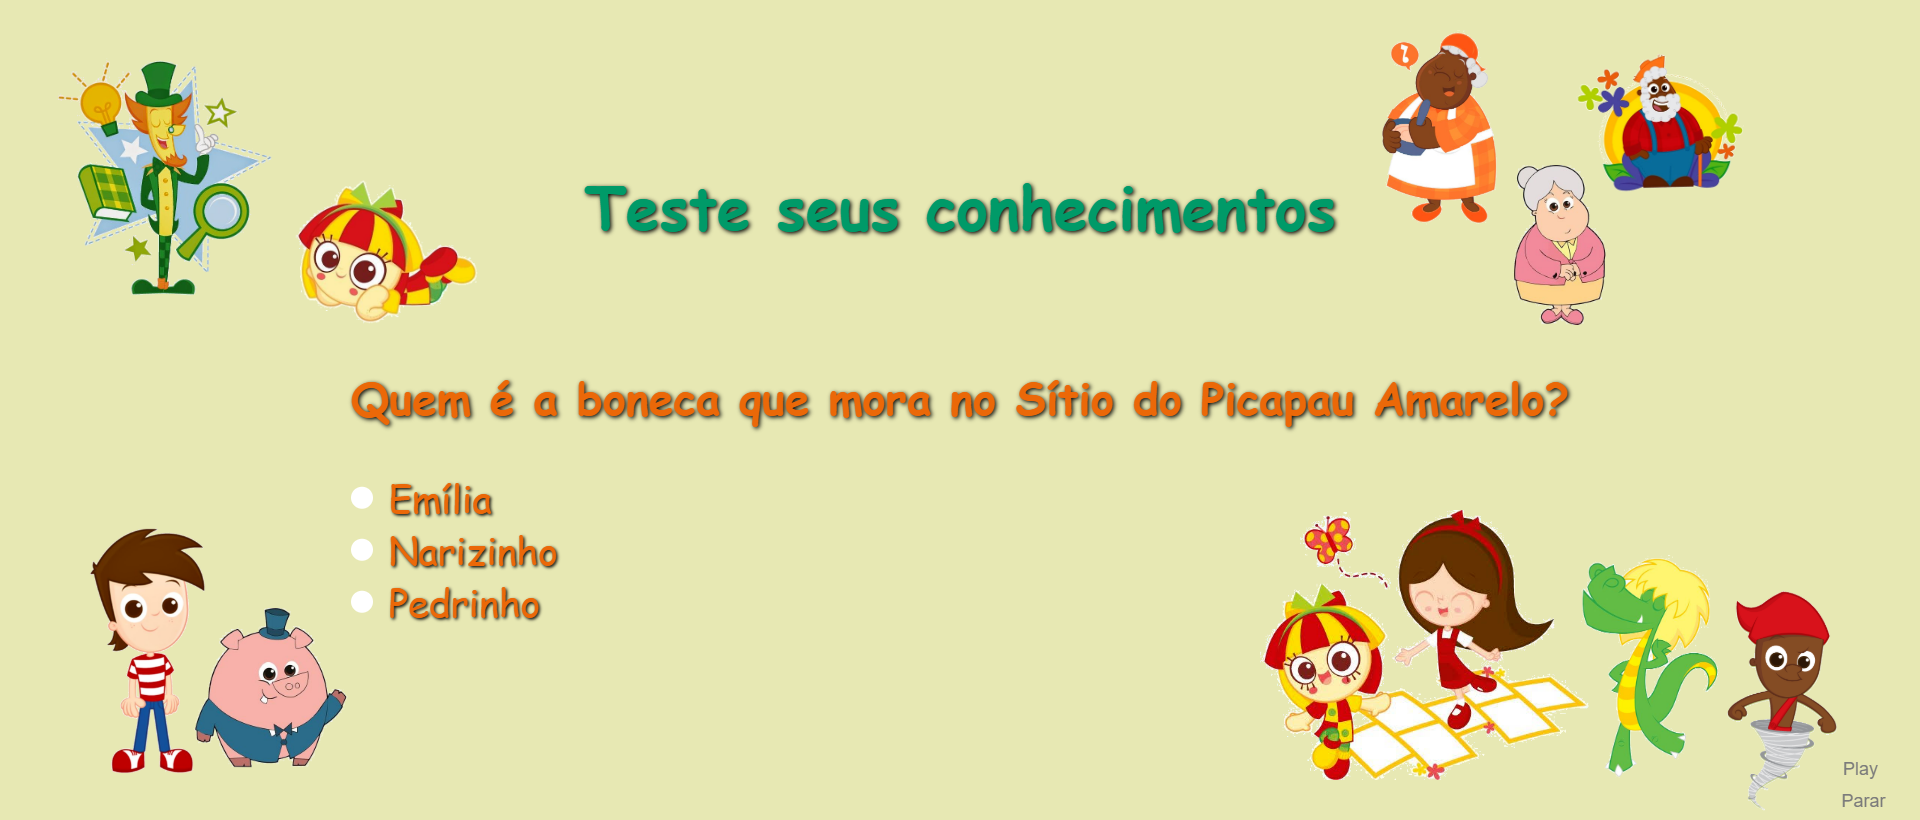 Teste seus conhecimentos
Quem é a boneca que mora no Sítio do Picapau Amarelo?
Emília
Narizinho
Pedrinho
Play
Parar